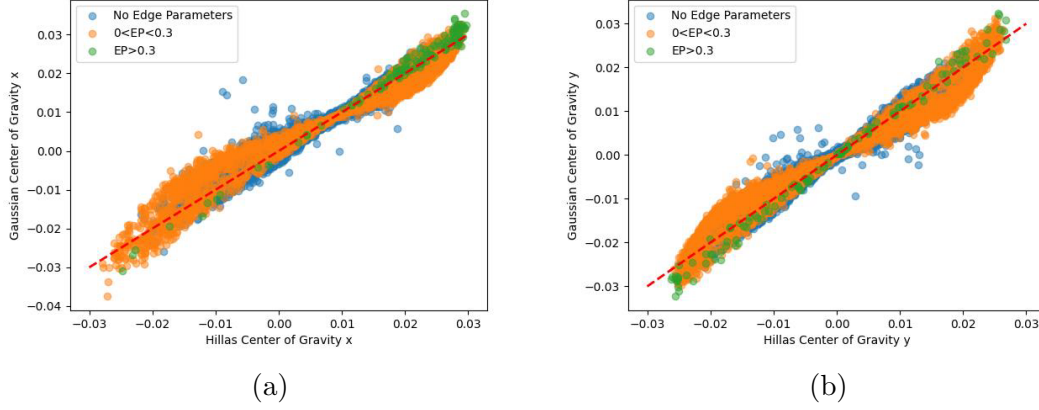 No Edge Parameters
0<EP<0.3
EP>0.3
0.03
0.02
0.01
0.00
−0.01
−0.02
−0.03
−0.04
Gaussian Center of Gravity x
−0.03 −0.02 −0.01 0.00 0.01 0.02 0.03
Hillas Center of Gravity x
(a)
No Edge Parameters
0<EP<0.3
EP>0.3
0.03
0.02
0.01
0.00
−0.01
−0.02
−0.03
Gaussian Center of Gravity y
−0.03 −0.02 −0.01 0.00 0.01 0.02 0.03
Hillas Center of Gravity y
(b)